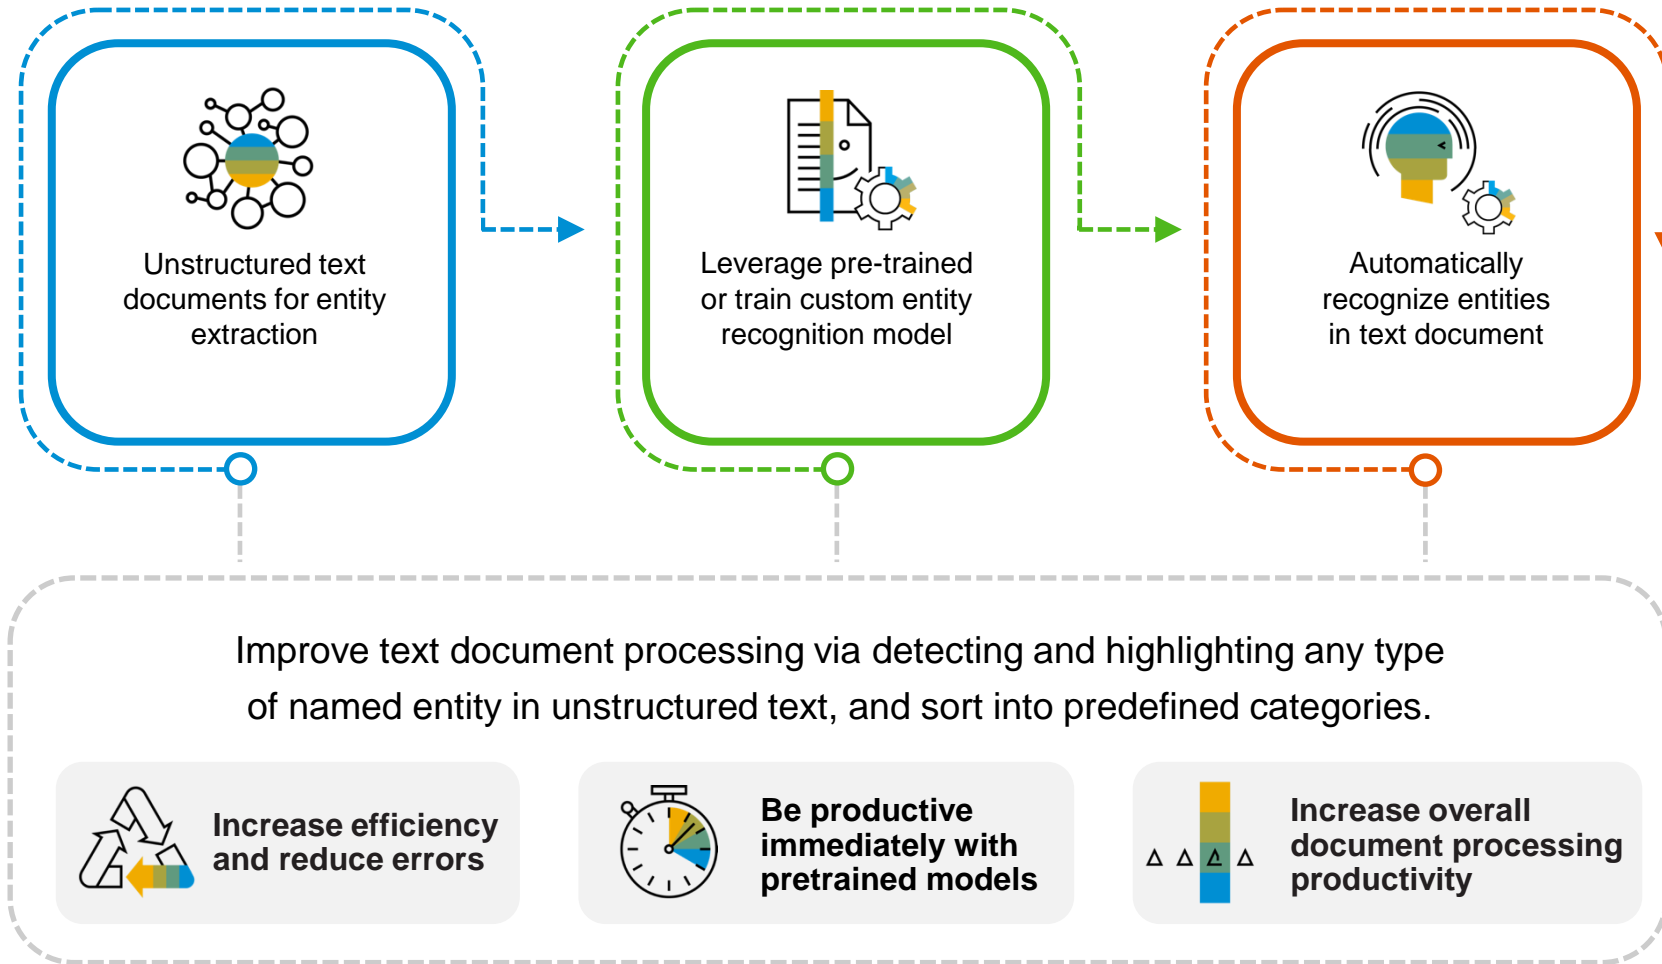 Unstructured text
documents for entity
extraction
Leverage pre-trained
or train custom entity
recognition model
Automatically
recognize entities
in text document
Improve text document processing via detecting and highlighting any type
of named entity in unstructured text, and sort into predefined categories.
Increase efficiency
and reduce errors
Be productive
immediately with
pretrained models
Increase overall
document processing
productivity